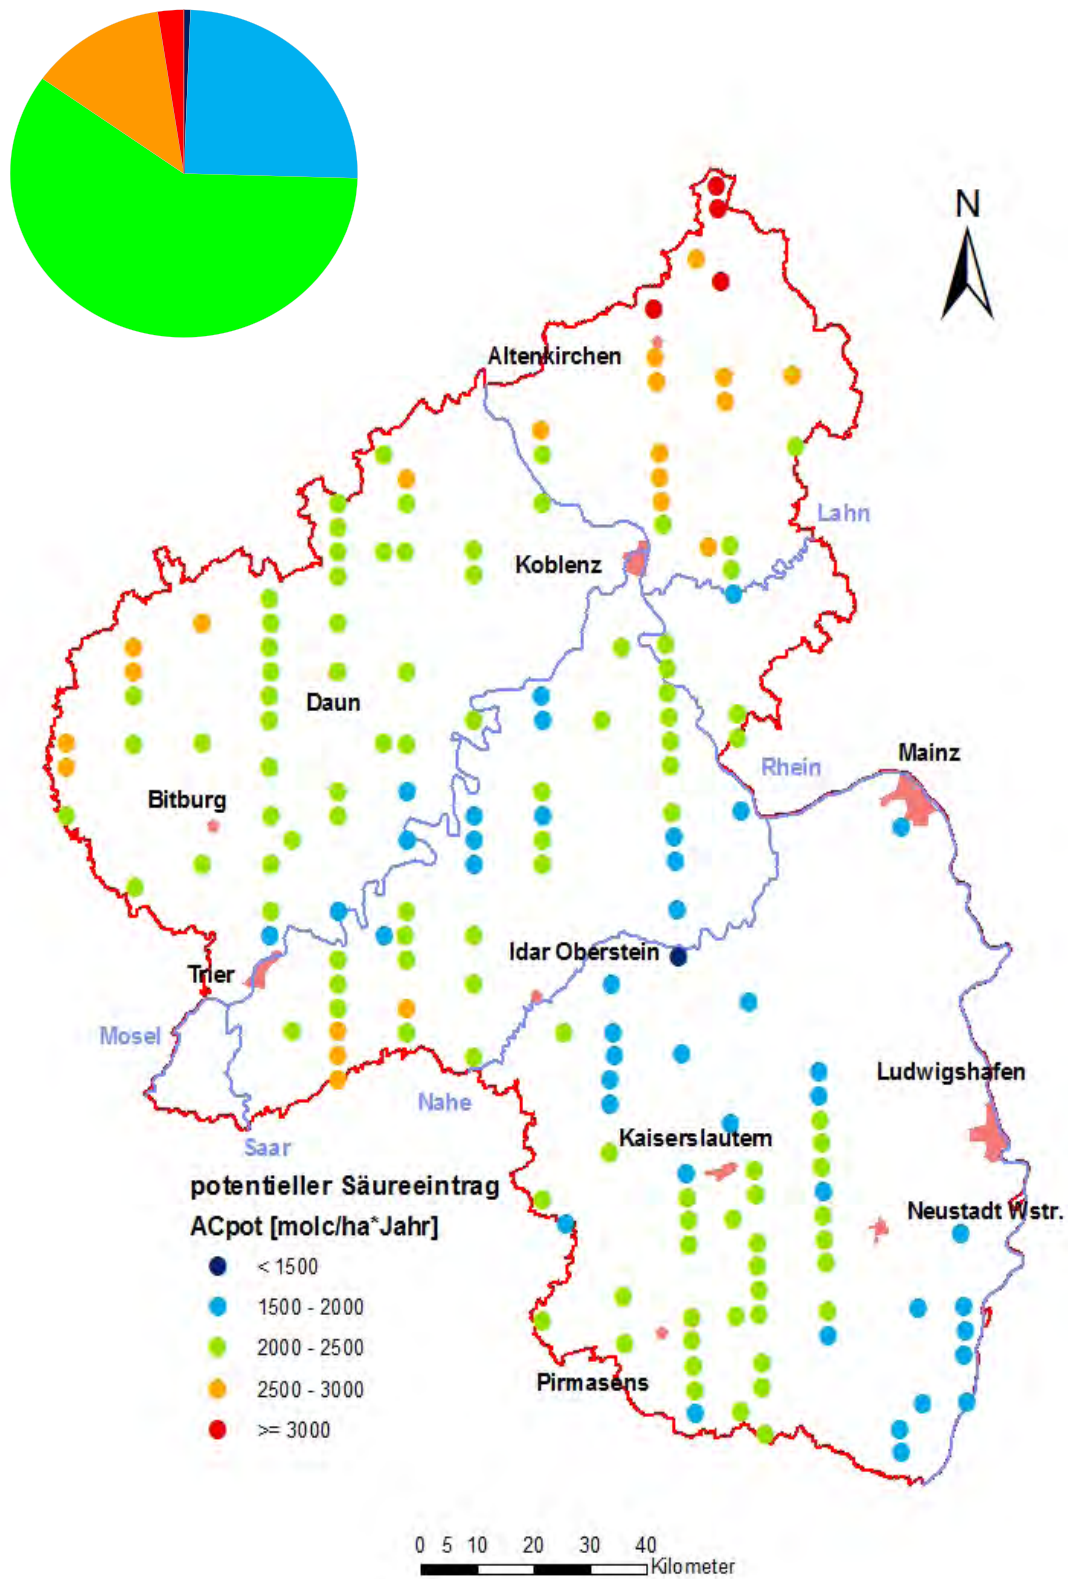 N
Altenkirchen
Lahn
Koblenz
Daun
Rhein
Mainz
Bitburg
Idar Oberstein
Trier
Mosel
Ludwigshafen
Nahe
Saar
Kaiserslautern
potentieller Säureeintrag
Neustadt Wstr.
ACpot [molc/ha*Jahr]
< 1500
1500 - 2000
2000 - 2500
2500 - 3000
>= 3000
Pirmasens
0 5 10 20 30 40
Kilometer